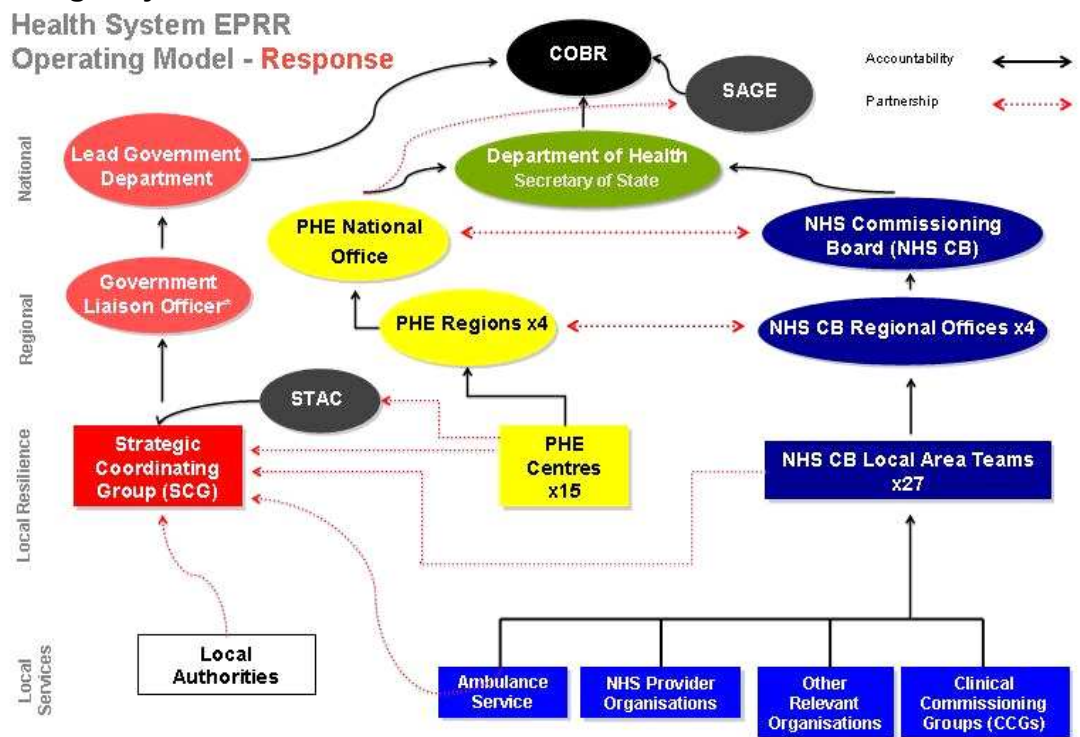 Health System EPRR
Operating Model - Response
COBR
SAGE
Accountability
Partnership
National
Lead Government
Department
Department of Health
Secretary of State
PHE National
Office
NHS Commissioning
Board (NHS CB)
Regional
Government
Liaison Officer*
PHE Regions x4
NHS CB Regional Offices x4
STAC
Local Resilience
Strategic
Coordinating
Group (SCG)
PHE
Centres
x15
NHS CB Local Area Teams
x27
Local
Services
Local
Authorities
Ambulance
Service
NHS Provider
Organisations
Other
Relevant
Organisations
Clinical
Commissioning
Groups (CCGs)